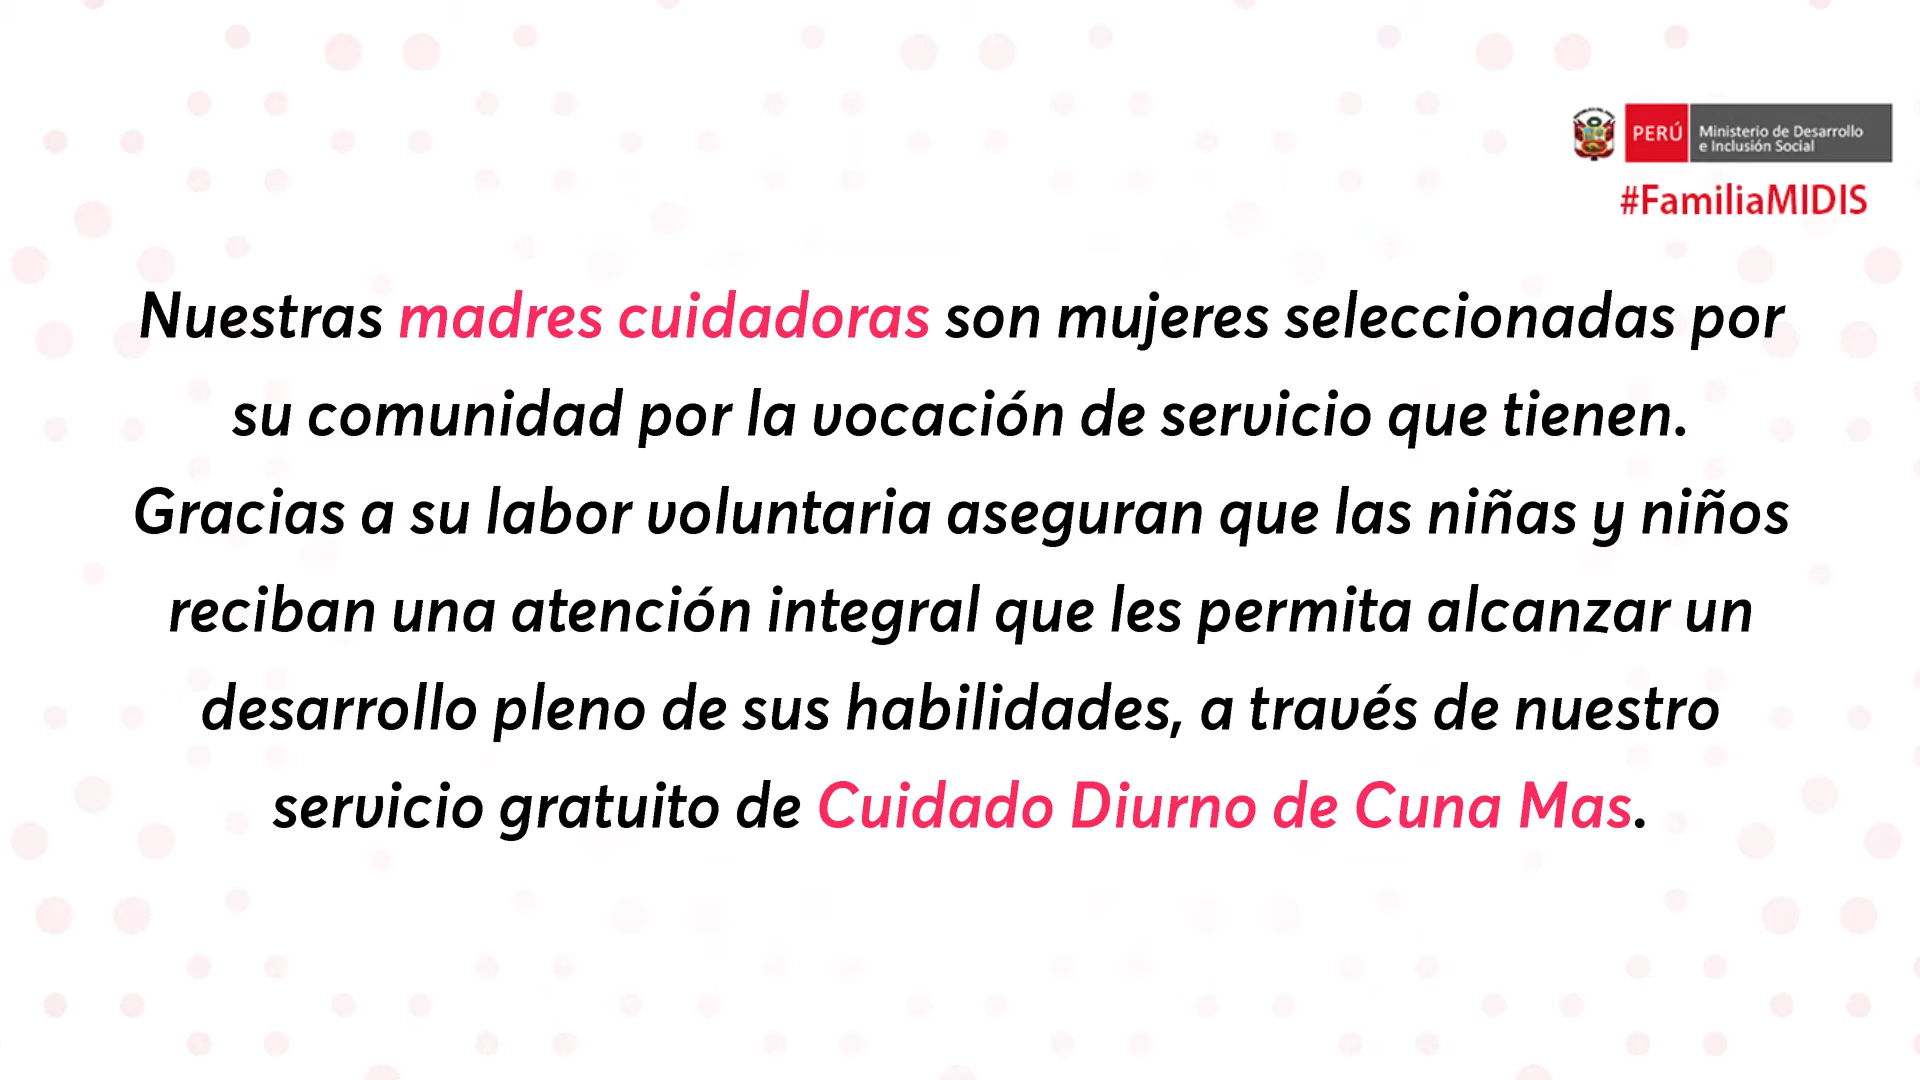 PERÚ
Ministerio de Desarrollo
e Inclusión Social
#FamiliaMIDIS
Nuestras madres cuidadoras son mujeres seleccionadas por
su comunidad por la vocación de servicio que tienen.
Gracias a su labor voluntaria aseguran que las niñas y niños
reciban una atención integral que les permita alcanzar un
desarrollo pleno de sus habilidades, a través de nuestro
servicio gratuito de Cuidado Diurno de Cuna Mas.